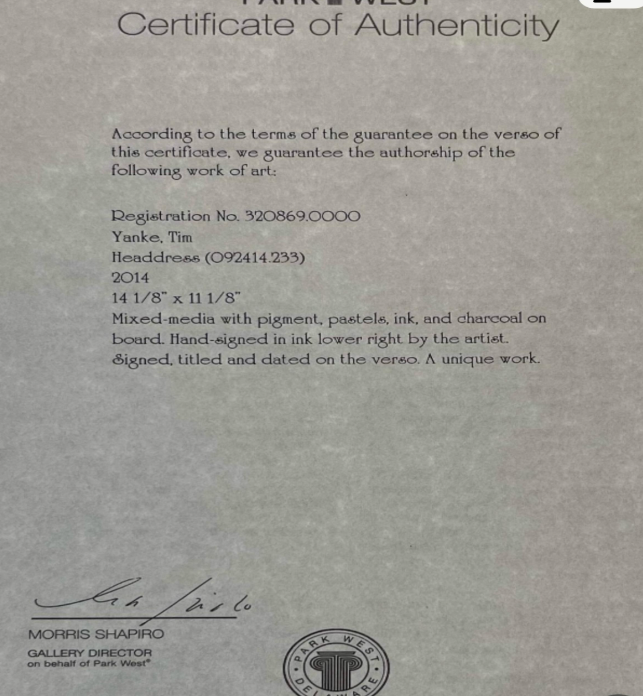 PARK WEST
Certificate of Authenticity
According to the terms of the guarantee on the verso of
this certificate, we guarantee the authorship of the
following work of art:
Registration No. 320869.0000
Yanke, Tim
Headdress (092414.233)
2014
14 1/8" x 11 1/8"
Mixed-media with pigment, pastels, ink, and charcoal on
board. Hand-signed in ink lower right by the artist.
Signed, titled and dated on the verso. A unique work.
MORRIS SHAPIRO
GALLERY DIRECTOR
on behalf of Park West®
PARK WEST
DELAWARE